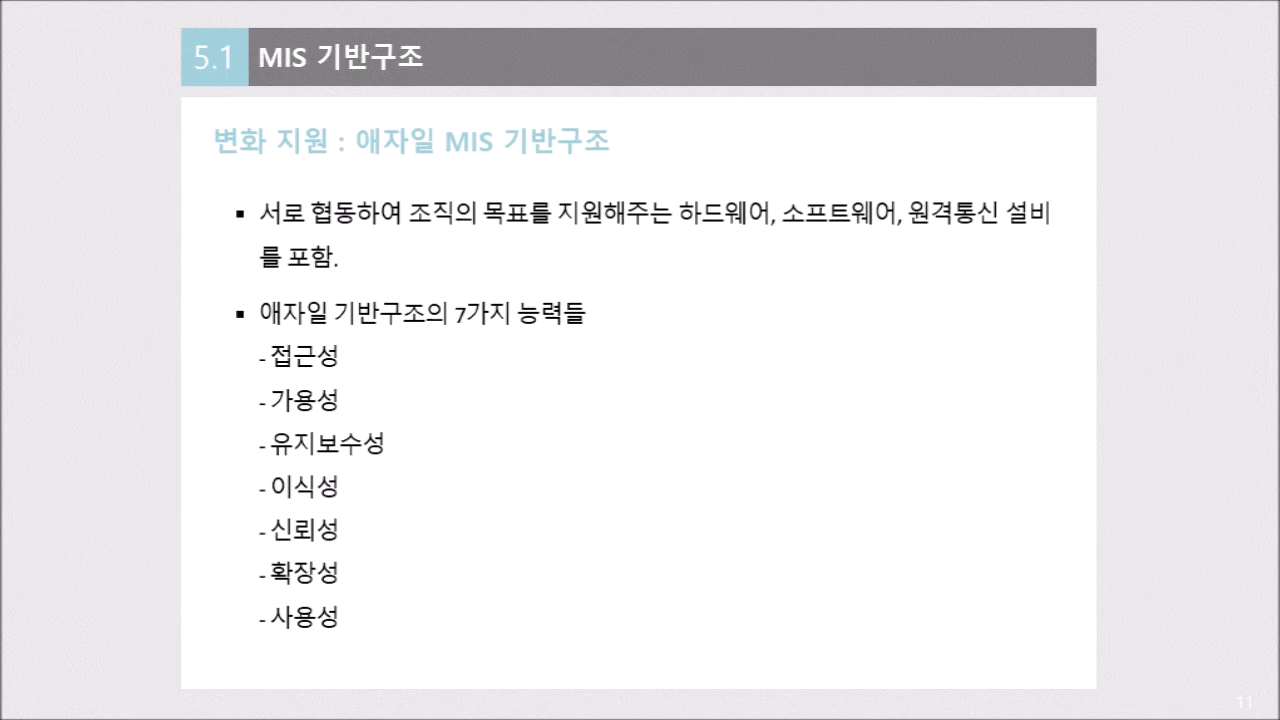 5.1 MIS 기반구조
변화 지원 : 애자일 MIS 기반구조
▪ 서로 협동하여 조직의 목표를 지원해주는 하드웨어, 소프트웨어, 원격통신 설비
를 포함.
▪ 애자일 기반구조의 7가지 능력들
- 접근성
- 가용성
- 유지보수성
- 이식성
- 신뢰성
- 확장성
- 사용성
11